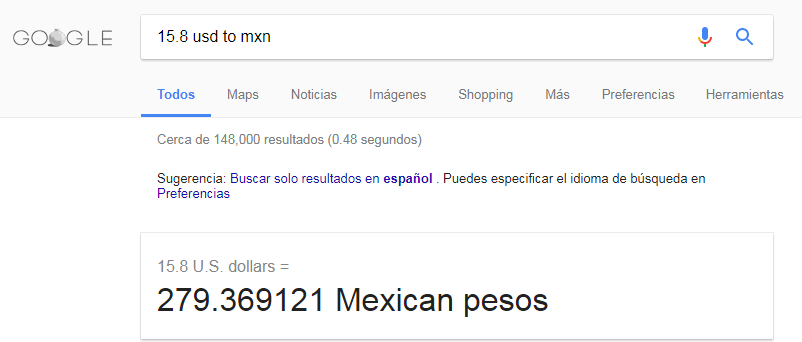 GOOGLE
15.8 usd to mxn
Todos Maps Noticias Imágenes Shopping Más Preferencias Herramientas
Cerca de 148,000 resultados (0.48 segundos)
Sugerencia: Buscar solo resultados en español . Puedes especificar el idioma de búsqueda en
Preferencias
15.8 U.S. dollars =
279.369121 Mexican pesos